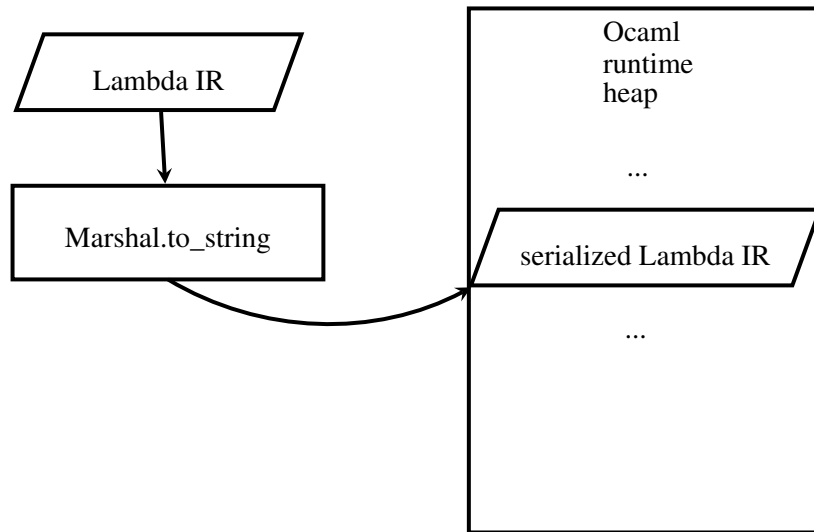 Lambda IR
Marshal.to_string
Ocaml
runtime
heap
...
serialized Lambda IR
...